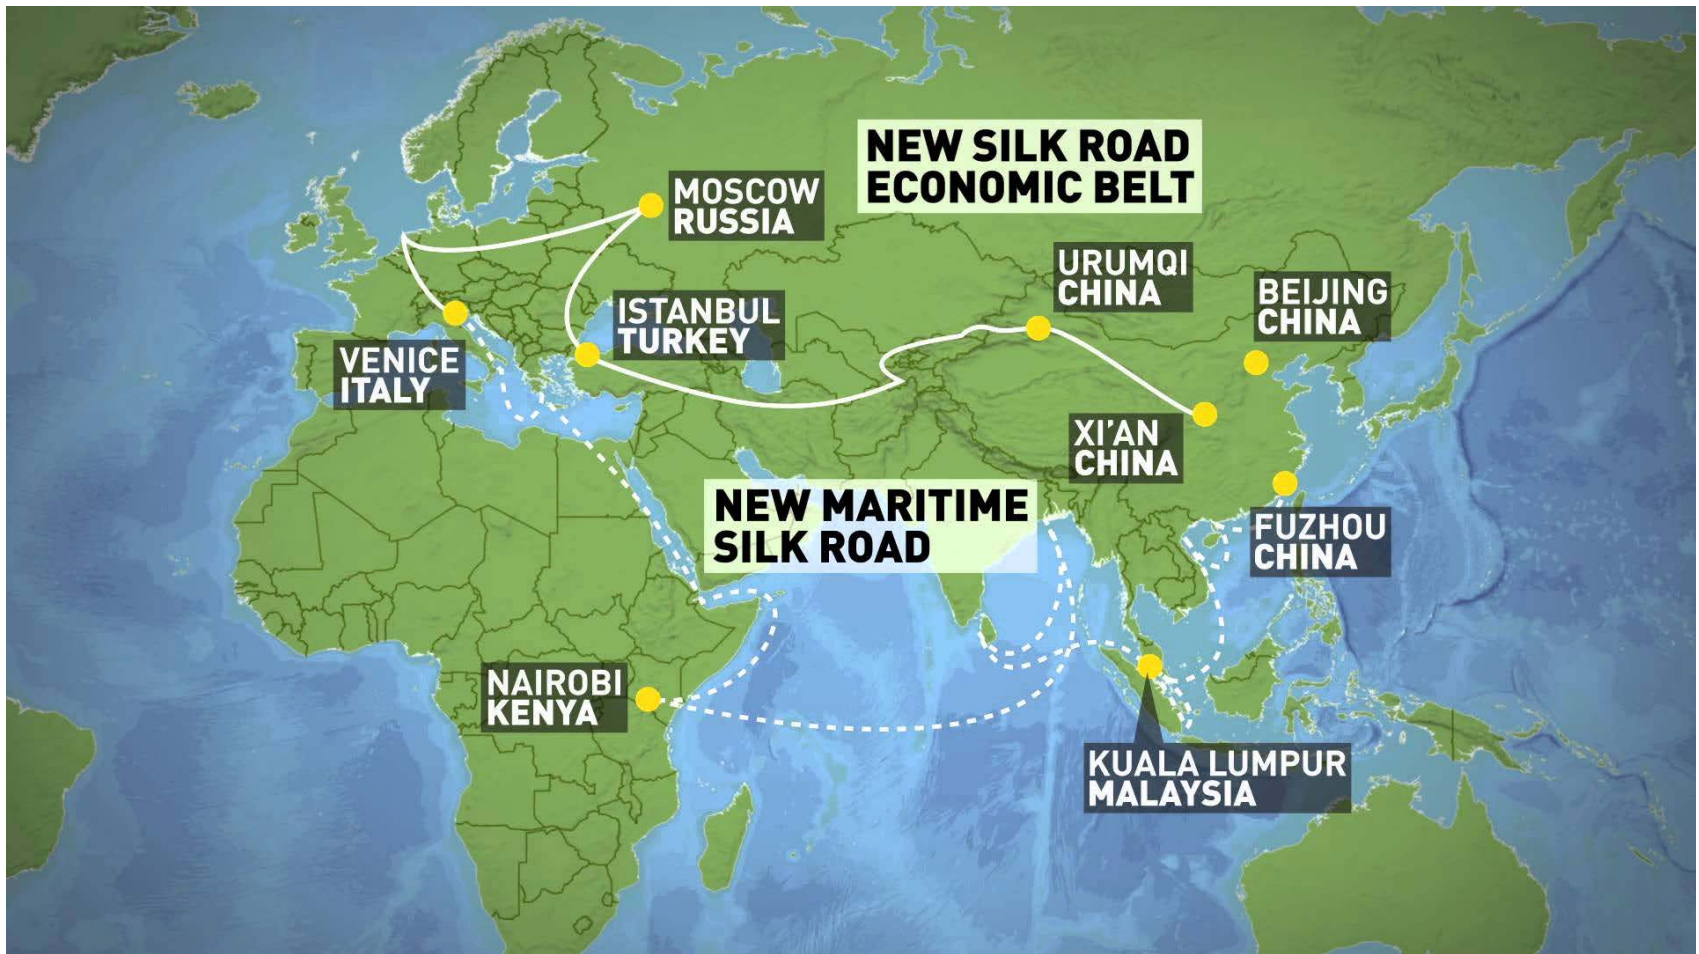 NEW SILK ROAD
ECONOMIC BELT
MOSCOW
RUSSIA
URUMQI
CHINA
BEIJING
CHINA
ISTANBUL
TURKEY
VENICE
ITALY
XI'AN
CHINA
NEW MARITIME
SILK ROAD
FUZHOU
CHINA
NAIROBI
KENYA
KUALA LUMPUR
MALAYSIA